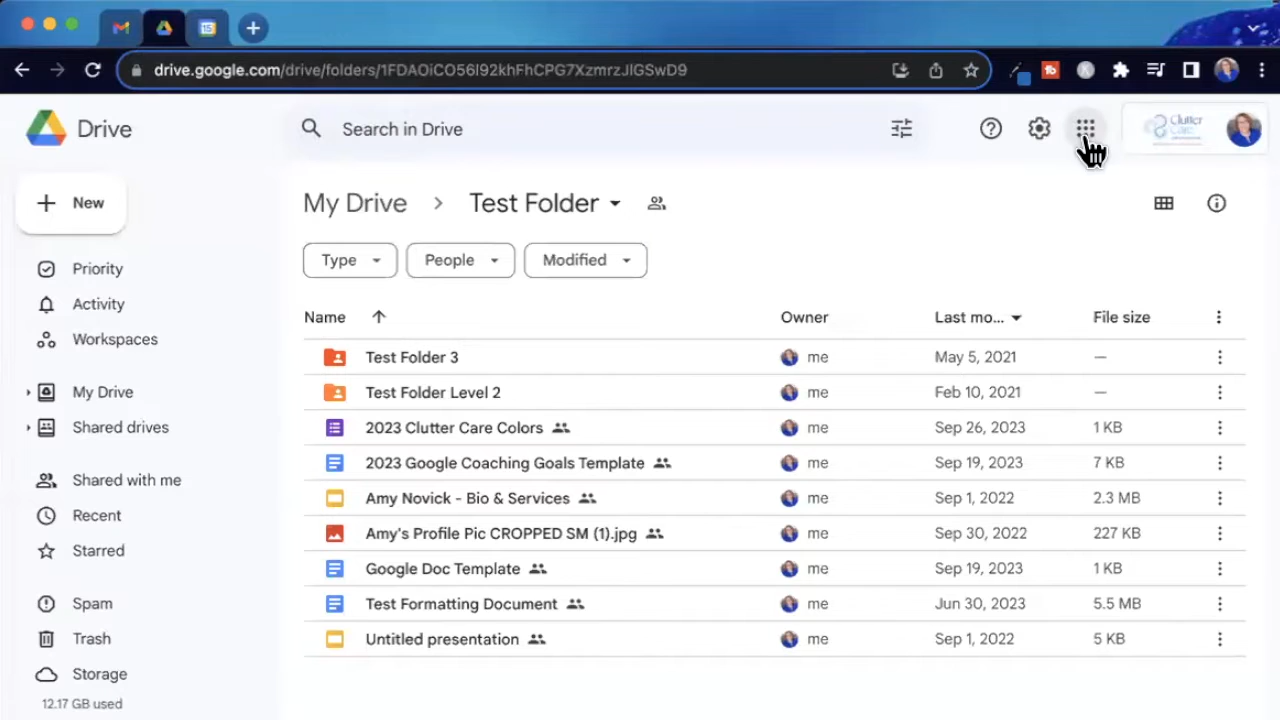 15
drive.google.com/drive/folders/1FDAOiCO56I92khFhCPG7XzmrzJlGSwD9
Drive
Search in Drive
Clutter
Care
New
My Drive > Test Folder
Type
People
Modified
Priority
Activity
Workspaces
My Drive
Shared drives
Shared with me
Recent
Starred
Spam
Trash
Storage
12.17 GB used
Name Owner Last mo... File size
Test Folder 3 me May 5, 2021 —
Test Folder Level 2 me Feb 10, 2021 —
2023 Clutter Care Colors me Sep 26, 2023 1 KB
2023 Google Coaching Goals Template me Sep 19, 2023 7 KB
Amy Novick - Bio & Services me Sep 1, 2022 2.3 MB
Amy's Profile Pic CROPPED SM (1).jpg me Sep 30, 2022 227 KB
Google Doc Template me Sep 19, 2023 1 KB
Test Formatting Document me Jun 30, 2023 5.5 MB
Untitled presentation me Sep 1, 2022 5 KB